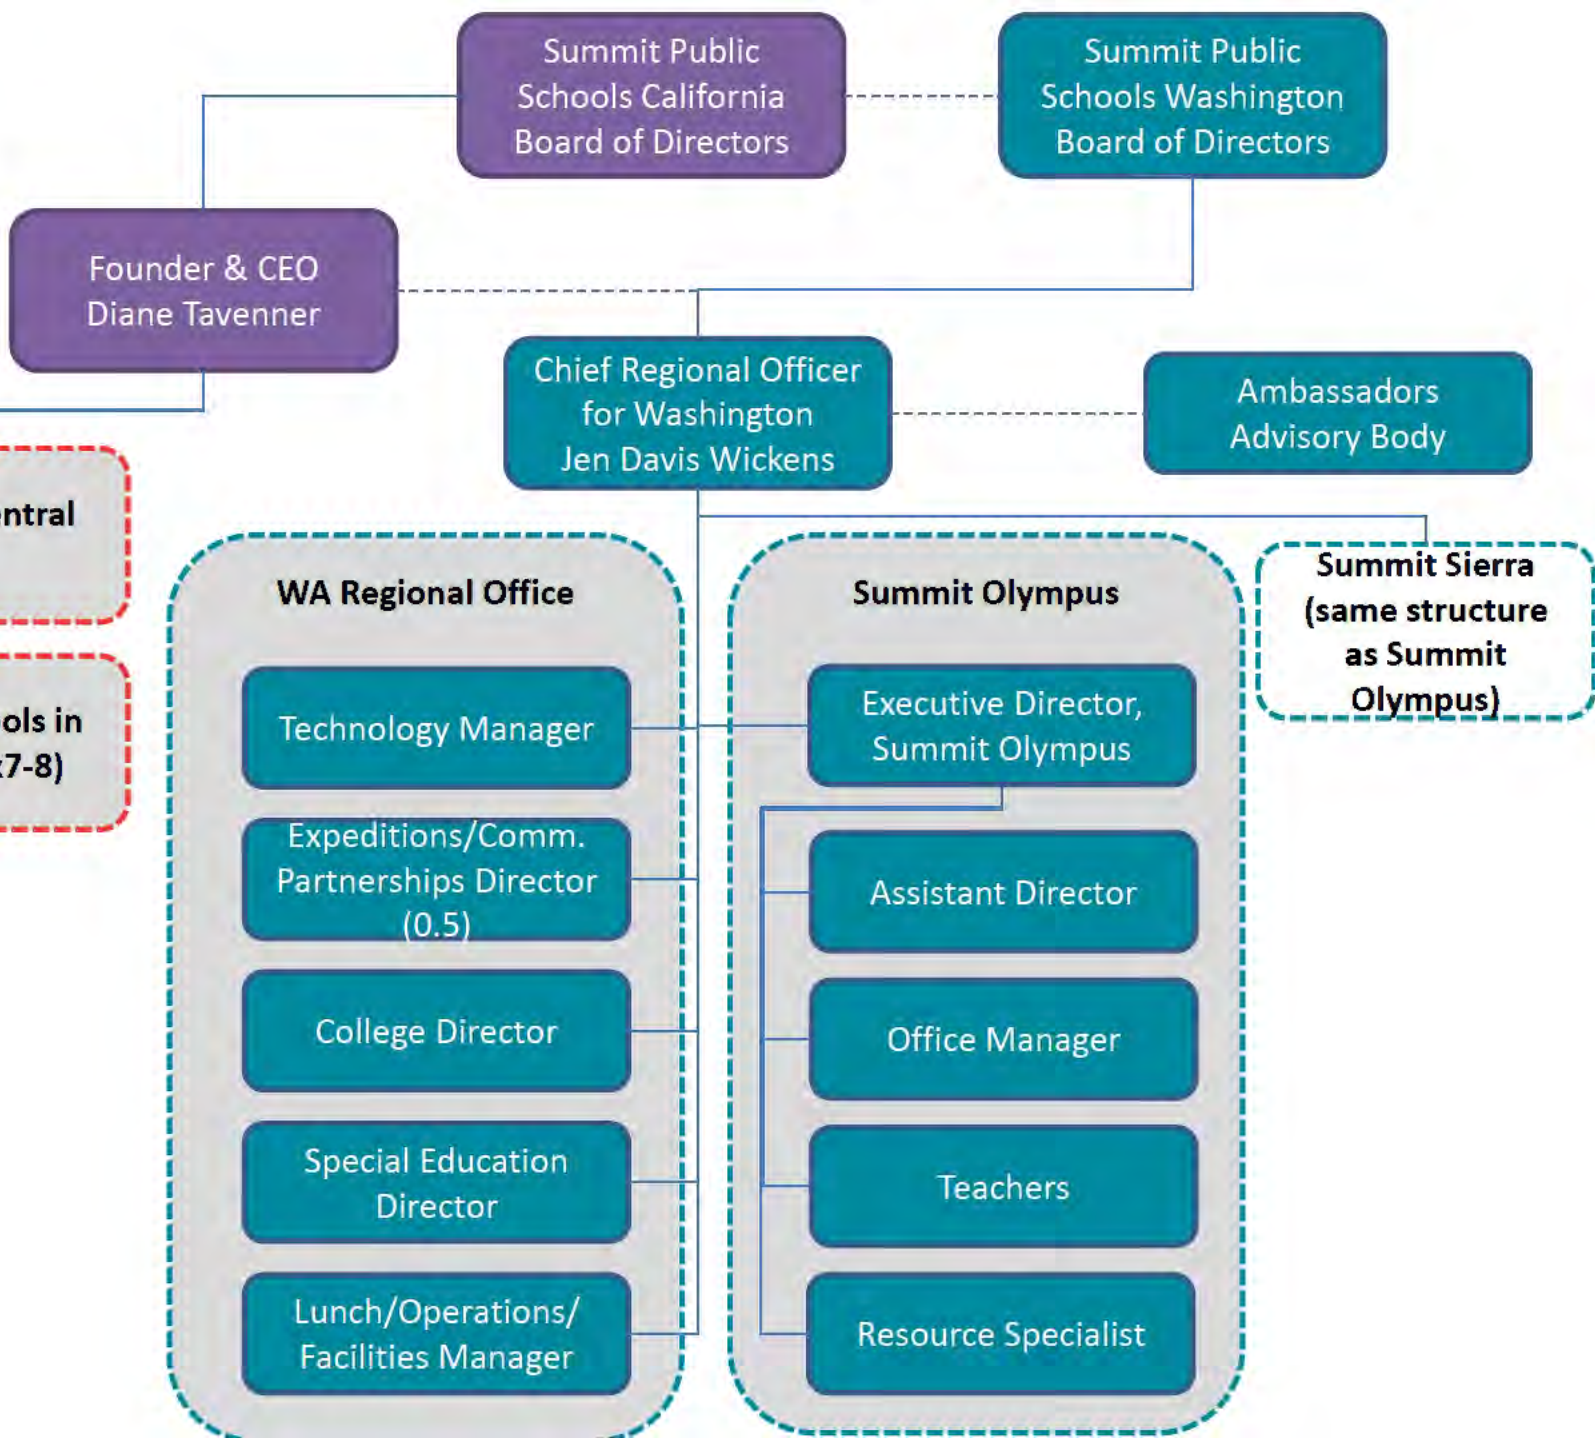 Summit Public
Schools California
Board of Directors
Summit Public
Schools Washington
Board of Directors
Founder & CEO
Diane Tavenner
Chief Regional Officer
for Washington
Jen Davis Wickens
Ambassadors
Advisory Body
entral
ols in
x7-8)
WA Regional Office
Technology Manager
Expeditions/Comm.
Partnerships Director
(0.5)
College Director
Special Education
Director
Lunch/Operations/
Facilities Manager
Summit Olympus
Executive Director,
Summit Olympus
Assistant Director
Office Manager
Teachers
Resource Specialist
Summit Sierra
(same structure
as Summit
Olympus)